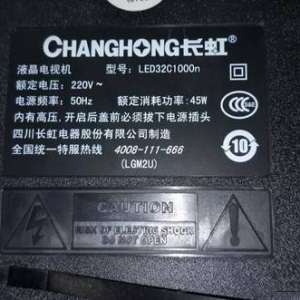 CHANGHONG长虹®
液晶电视机 型号: LED32C1000n
额定电压: 220V~
电源频率: 50Hz 额定消耗功率: 45W
内有高压, 开启后盖前必须拔下电源插头
四川长虹电器股份有限公司制造
全国统一特服热线 4008-111-666
(LGM2U)
10
CAUTION
RISK OF ELECTRIC SHOCK
DO NOT OPEN